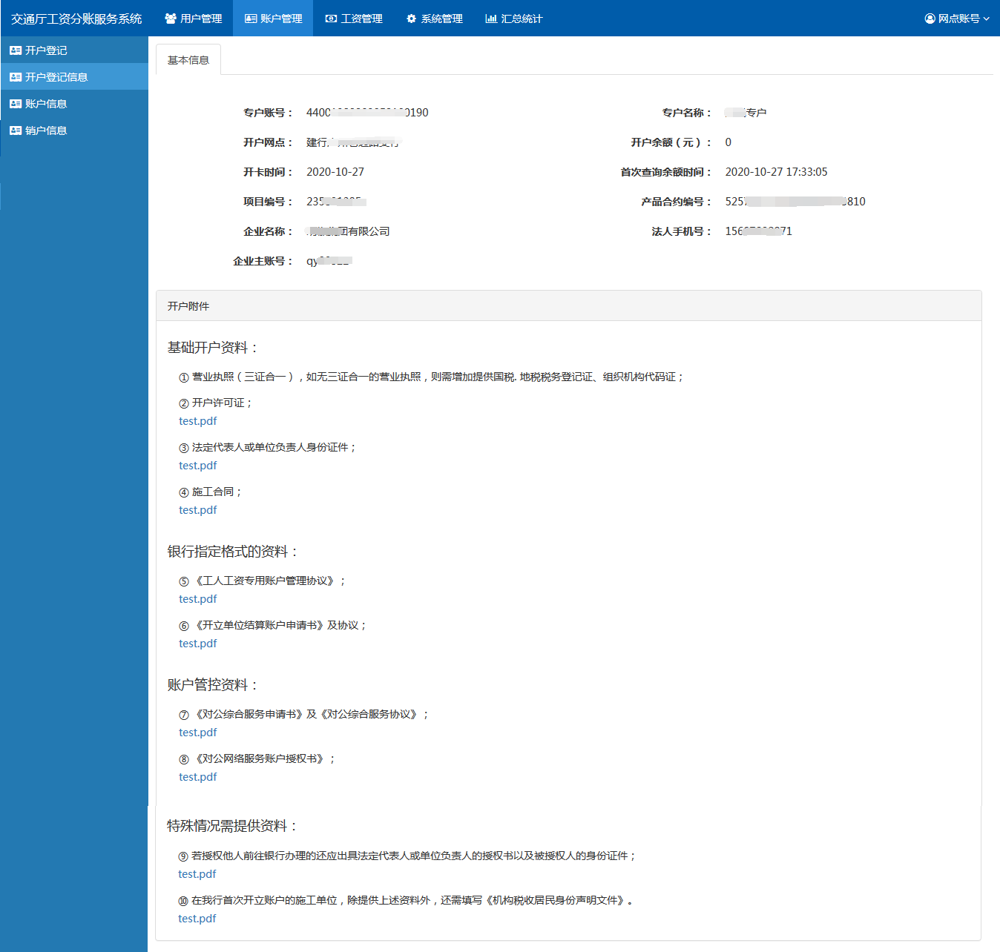 交通厅工资分账服务系统 用户管理 账户管理 工资管理 系统管理 汇总统计 网点账号
开户登记
开户登记信息
账户信息
销户信息
基本信息
专户账号： 4400 190 专户名称： 专户
开户网点： 建行 开户余额（元）： 0
开卡时间： 2020-10-27 首次查询余额时间： 2020-10-27 17:33:05
项目编号： 235 产品合约编号： 525 810
企业名称： 团有限公司 法人手机号： 156 71
企业主账号： qy
开户附件
基础开户资料：
① 营业执照（三证合一），如无三证合一的营业执照，则需增加提供国税. 地税税务登记证、组织机构代码证；
② 开户许可证；
test.pdf
③ 法定代表人或单位负责人身份证件；
test.pdf
④ 施工合同；
test.pdf
银行指定格式的资料：
⑤ 《工人工资专用账户管理协议》；
test.pdf
⑥ 《开立单位结算账户申请书》及协议；
test.pdf
账户管控资料：
⑦ 《对公综合服务申请书》及《对公综合服务协议》；
test.pdf
⑧ 《对公网络服务账户授权书》；
test.pdf
特殊情况需提供资料：
⑨ 若授权他人前往银行办理的还应出具法定代表人或单位负责人的授权书以及被授权人的身份证件；
test.pdf
⑩ 在我行首次开立账户的施工单位，除提供上述资料外，还需填写《机构税收居民身份声明文件》。
test.pdf